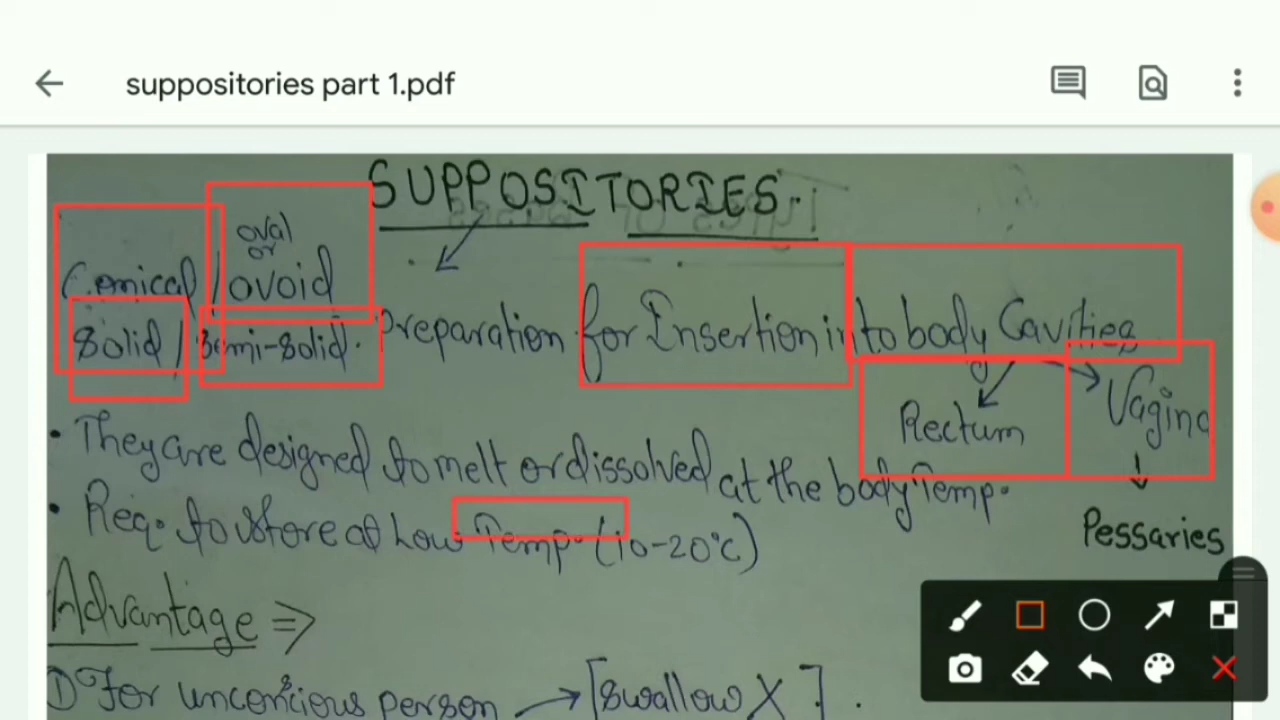 suppositories part 1.pdf
SUPPOSITORIES.
oval
or
Conical / ovoid
Solid / Semi-solid. Preparation for Insertion into body Cavities
Rectum
Vagina
Pessaries
• They are designed to melt or dissolved at the body Temp.
• Req. to store at Low Temp. (10-20°C)
Advantage ⇒
1) For unconcious person → [swallow X ].